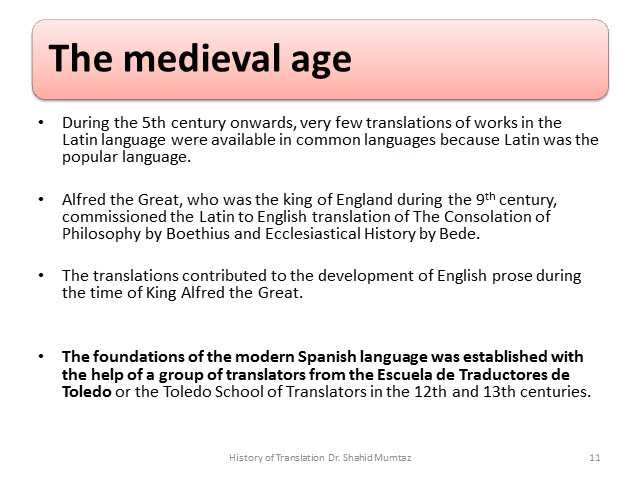 The medieval age
• During the 5th century onwards, very few translations of works in the
Latin language were available in common languages because Latin was the
popular language.
• Alfred the Great, who was the king of England during the 9th century,
commissioned the Latin to English translation of The Consolation of
Philosophy by Boethius and Ecclesiastical History by Bede.
• The translations contributed to the development of English prose during
the time of King Alfred the Great.
• The foundations of the modern Spanish language was established with
the help of a group of translators from the Escuela de Traductores de
Toledo or the Toledo School of Translators in the 12th and 13th centuries.
History of Translation Dr. Shahid Mumtaz
11